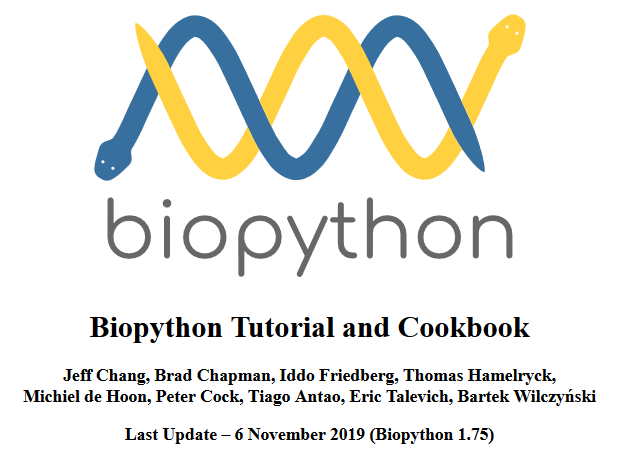 biopython
Biopython Tutorial and Cookbook
Jeff Chang, Brad Chapman, Iddo Friedberg, Thomas Hamelryck,
Michiel de Hoon, Peter Cock, Tiago Antao, Eric Talevich, Bartek Wilczyński
Last Update – 6 November 2019 (Biopython 1.75)